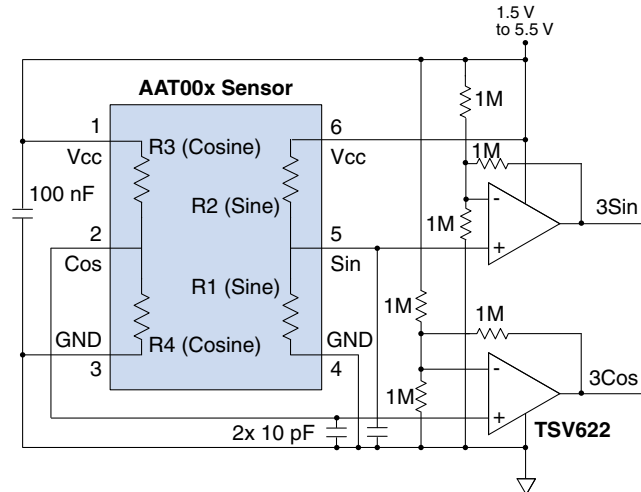 1.5 V
to 5.5 V
AAT00x Sensor
1M
1
6
R3 (Cosine)
1M
Vcc
Vcc
100 nF
R2 (Sine)
-
3Sin
2
5
1M
+
Cos
Sin
R1 (Sine)
1M
1M
GND
GND
R4 (Cosine)
-
3Cos
3
4
1M
+
2x 10 pF
TSV622